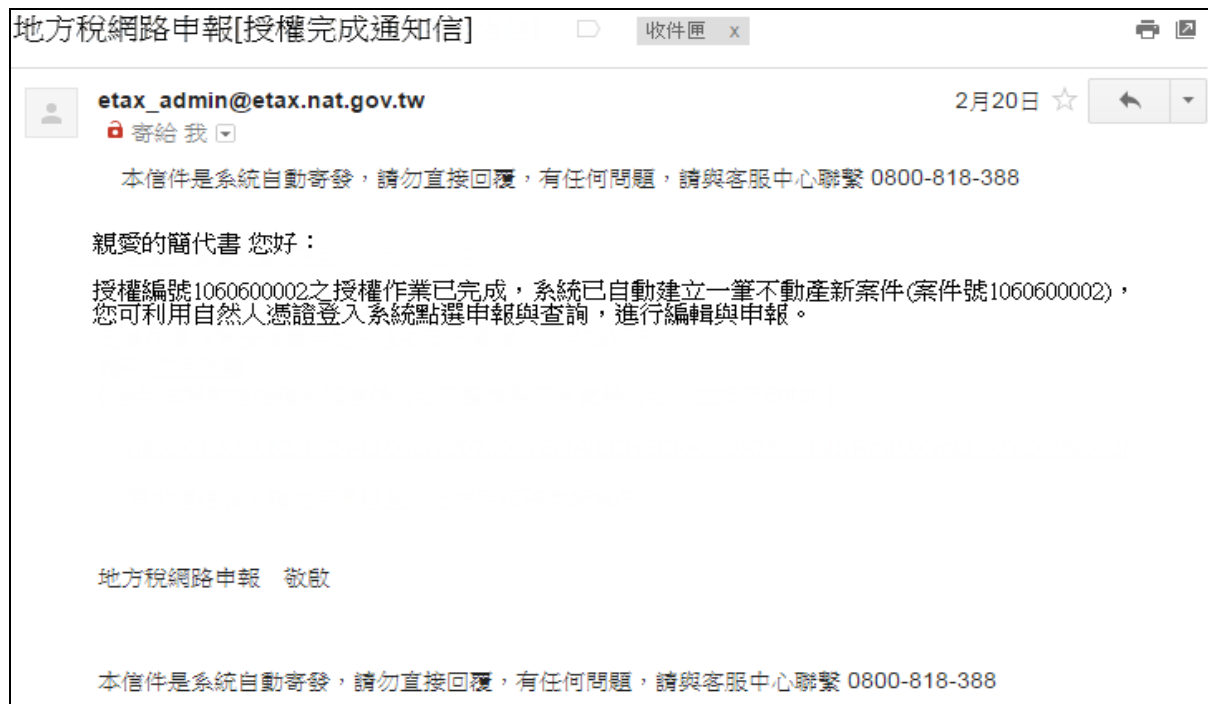 地方稅網路申報[授權完成通知信]
收件匣 x
etax_admin@etax.nat.gov.tw
2月20日
寄給 我
本信件是系統自動寄發，請勿直接回覆，有任何問題，請與客服中心聯繫 0800-818-388
親愛的簡代書 您好：
授權編號1060600002之授權作業已完成，系統已自動建立一筆不動產新案件(案件號1060600002)，
您可利用自然人憑證登入系統點選申報與查詢，進行編輯與申報。
地方稅網路申報　敬啟
本信件是系統自動寄發，請勿直接回覆，有任何問題，請與客服中心聯繫 0800-818-388